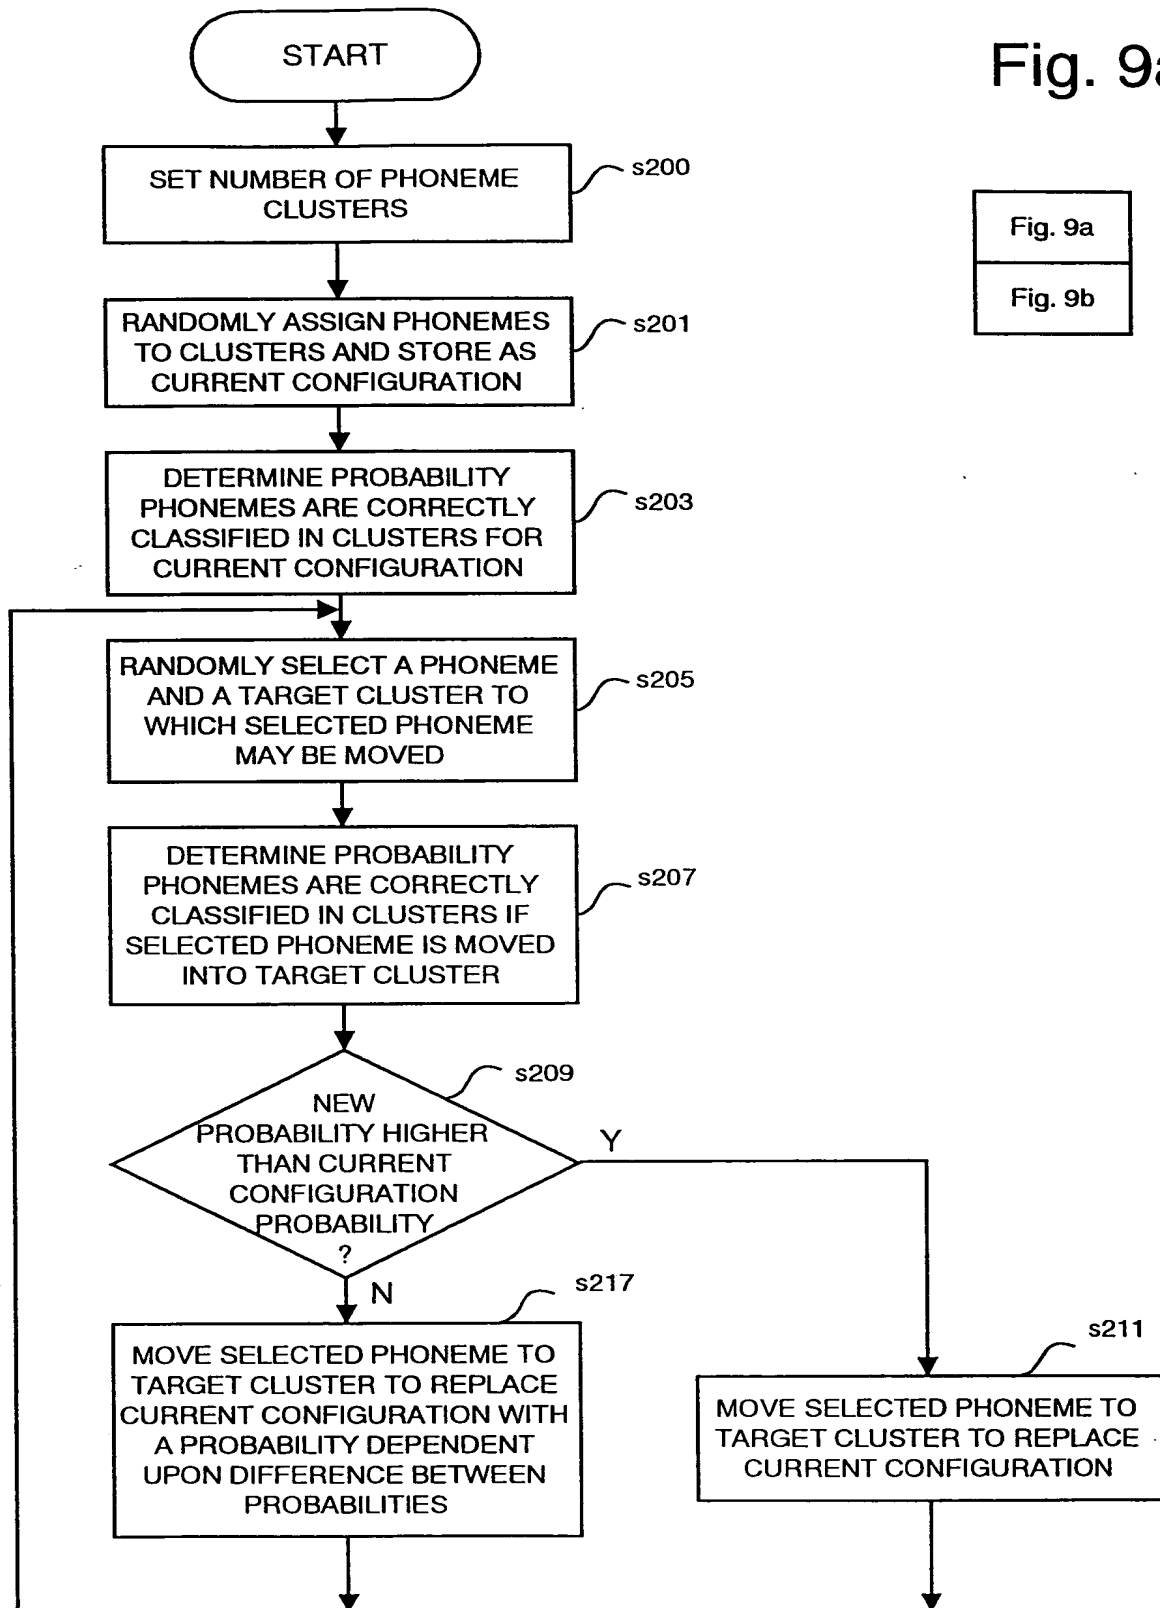 START
Fig. 9a
SET NUMBER OF PHONEME
CLUSTERS
s200
Fig. 9a
Fig. 9b
RANDOMLY ASSIGN PHONEMES
TO CLUSTERS AND STORE AS
CURRENT CONFIGURATION
s201
DETERMINE PROBABILITY
PHONEMES ARE CORRECTLY
CLASSIFIED IN CLUSTERS FOR
CURRENT CONFIGURATION
s203
RANDOMLY SELECT A PHONEME
AND A TARGET CLUSTER TO
WHICH SELECTED PHONEME
MAY BE MOVED
s205
DETERMINE PROBABILITY
PHONEMES ARE CORRECTLY
CLASSIFIED IN CLUSTERS IF
SELECTED PHONEME IS MOVED
INTO TARGET CLUSTER
s207
NEW
PROBABILITY HIGHER
THAN CURRENT
CONFIGURATION
PROBABILITY
?
s209
Y
N
s217
MOVE SELECTED PHONEME TO
TARGET CLUSTER TO REPLACE
CURRENT CONFIGURATION WITH
A PROBABILITY DEPENDENT
UPON DIFFERENCE BETWEEN
PROBABILITIES
s211
MOVE SELECTED PHONEME TO
TARGET CLUSTER TO REPLACE
CURRENT CONFIGURATION